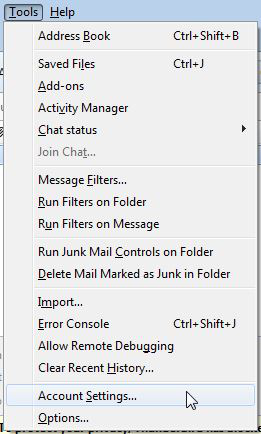 Tools Help
Address Book Ctrl+Shift+B
Saved Files Ctrl+J
Add-ons
Activity Manager
Chat status
Join Chat...
Message Filters...
Run Filters on Folder
Run Filters on Message
Run Junk Mail Controls on Folder
Delete Mail Marked as Junk in Folder
Import...
Error Console Ctrl+Shift+J
Allow Remote Debugging
Clear Recent History...
Account Settings...
Options...